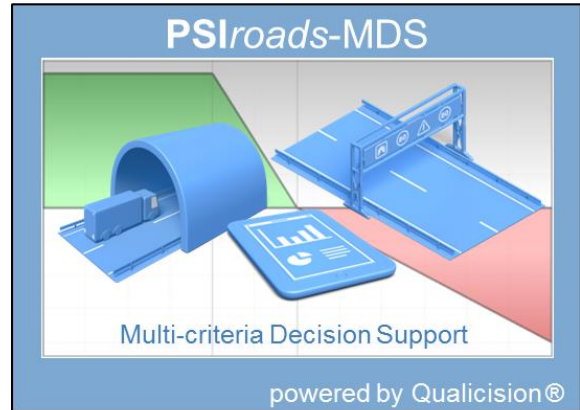 PSIroads-MDS
Multi-criteria Decision Support
powered by Qualicision®